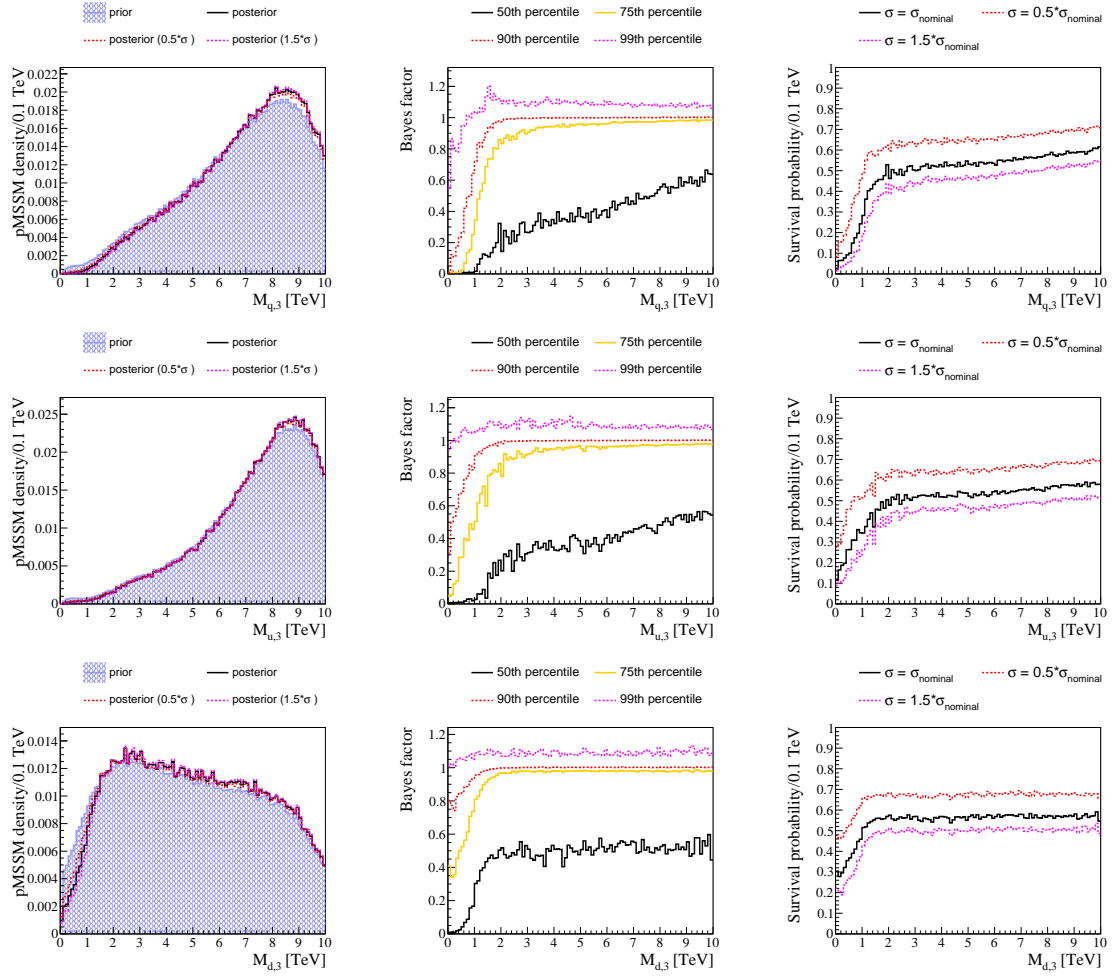 prior posterior
posterior (0.5*σ ) posterior (1.5*σ )
pMSSM density/0.1 TeV
0.022
0.02
0.018
0.016
0.014
0.012
0.01
0.008
0.006
0.004
0.002
0
0 1 2 3 4 5 6 7 8 9 10
M_q,3 [TeV]
50th percentile 75th percentile
90th percentile 99th percentile
Bayes factor
1.2
1
0.8
0.6
0.4
0.2
0
0 1 2 3 4 5 6 7 8 9 10
M_q,3 [TeV]
σ = σ_nominal σ = 0.5*σ_nominal
σ = 1.5*σ_nominal
Survival probability/0.1 TeV
1
0.9
0.8
0.7
0.6
0.5
0.4
0.3
0.2
0.1
0
0 1 2 3 4 5 6 7 8 9 10
M_q,3 [TeV]
prior posterior
posterior (0.5*σ ) posterior (1.5*σ )
pMSSM density/0.1 TeV
0.025
0.02
0.015
0.01
0.005
0
0 1 2 3 4 5 6 7 8 9 10
M_u,3 [TeV]
50th percentile 75th percentile
90th percentile 99th percentile
Bayes factor
1.2
1
0.8
0.6
0.4
0.2
0
0 1 2 3 4 5 6 7 8 9 10
M_u,3 [TeV]
σ = σ_nominal σ = 0.5*σ_nominal
σ = 1.5*σ_nominal
Survival probability/0.1 TeV
1
0.9
0.8
0.7
0.6
0.5
0.4
0.3
0.2
0.1
0
0 1 2 3 4 5 6 7 8 9 10
M_u,3 [TeV]
prior posterior
posterior (0.5*σ ) posterior (1.5*σ )
pMSSM density/0.1 TeV
0.014
0.012
0.01
0.008
0.006
0.004
0.002
0
0 1 2 3 4 5 6 7 8 9 10
M_d,3 [TeV]
50th percentile 75th percentile
90th percentile 99th percentile
Bayes factor
1.2
1
0.8
0.6
0.4
0.2
0
0 1 2 3 4 5 6 7 8 9 10
M_d,3 [TeV]
σ = σ_nominal σ = 0.5*σ_nominal
σ = 1.5*σ_nominal
Survival probability/0.1 TeV
1
0.9
0.8
0.7
0.6
0.5
0.4
0.3
0.2
0.1
0
0 1 2 3 4 5 6 7 8 9 10
M_d,3 [TeV]